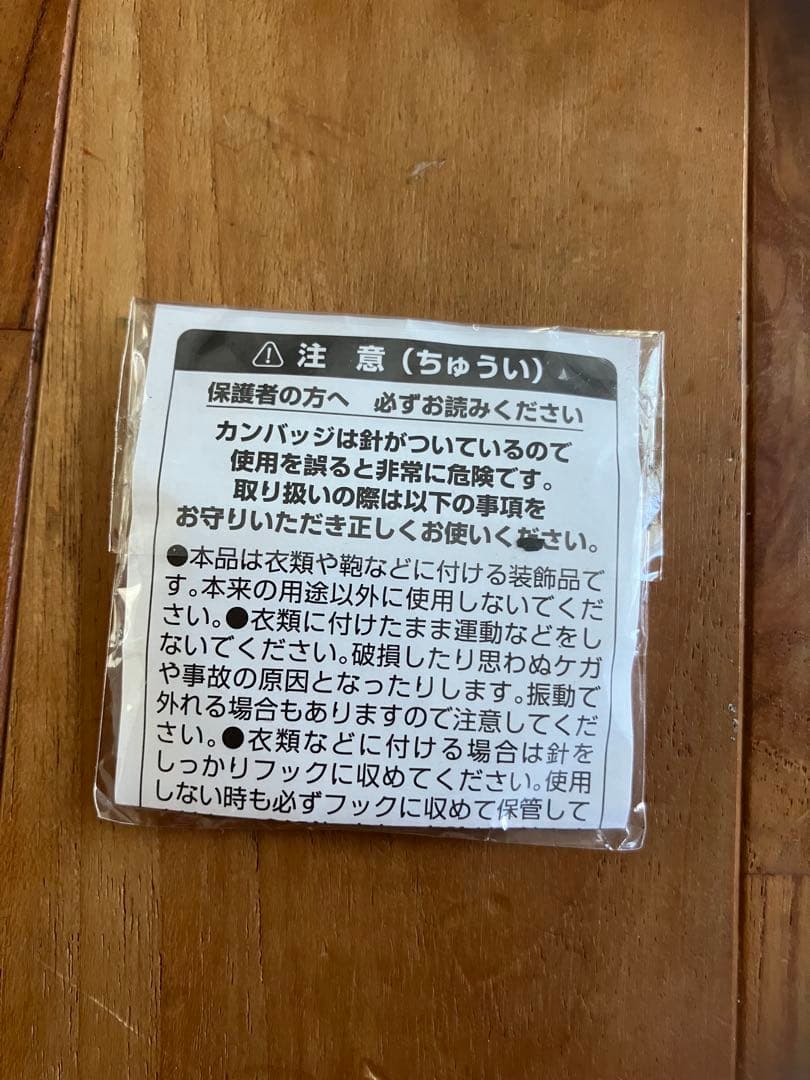 ⚠ 注 意(ちゅうい)
保護者の方へ 必ずお読みください
カンバッジは針がついているので
使用を誤ると非常に危険です。
取り扱いの際は以下の事項を
お守りいただき正しくお使いください。
●本品は衣類や鞄などに付ける装飾品で
す。本来の用途以外に使用しないでくだ
さい。●衣類に付けたまま運動などをし
ないでください。破損したり思わぬケガ
や事故の原因となったりします。振動で
外れる場合もありますので注意してくだ
さい。●衣類などに付ける場合は針を
しっかりフックに収めてください。使用
しない時も必ずフックに収めて保管して